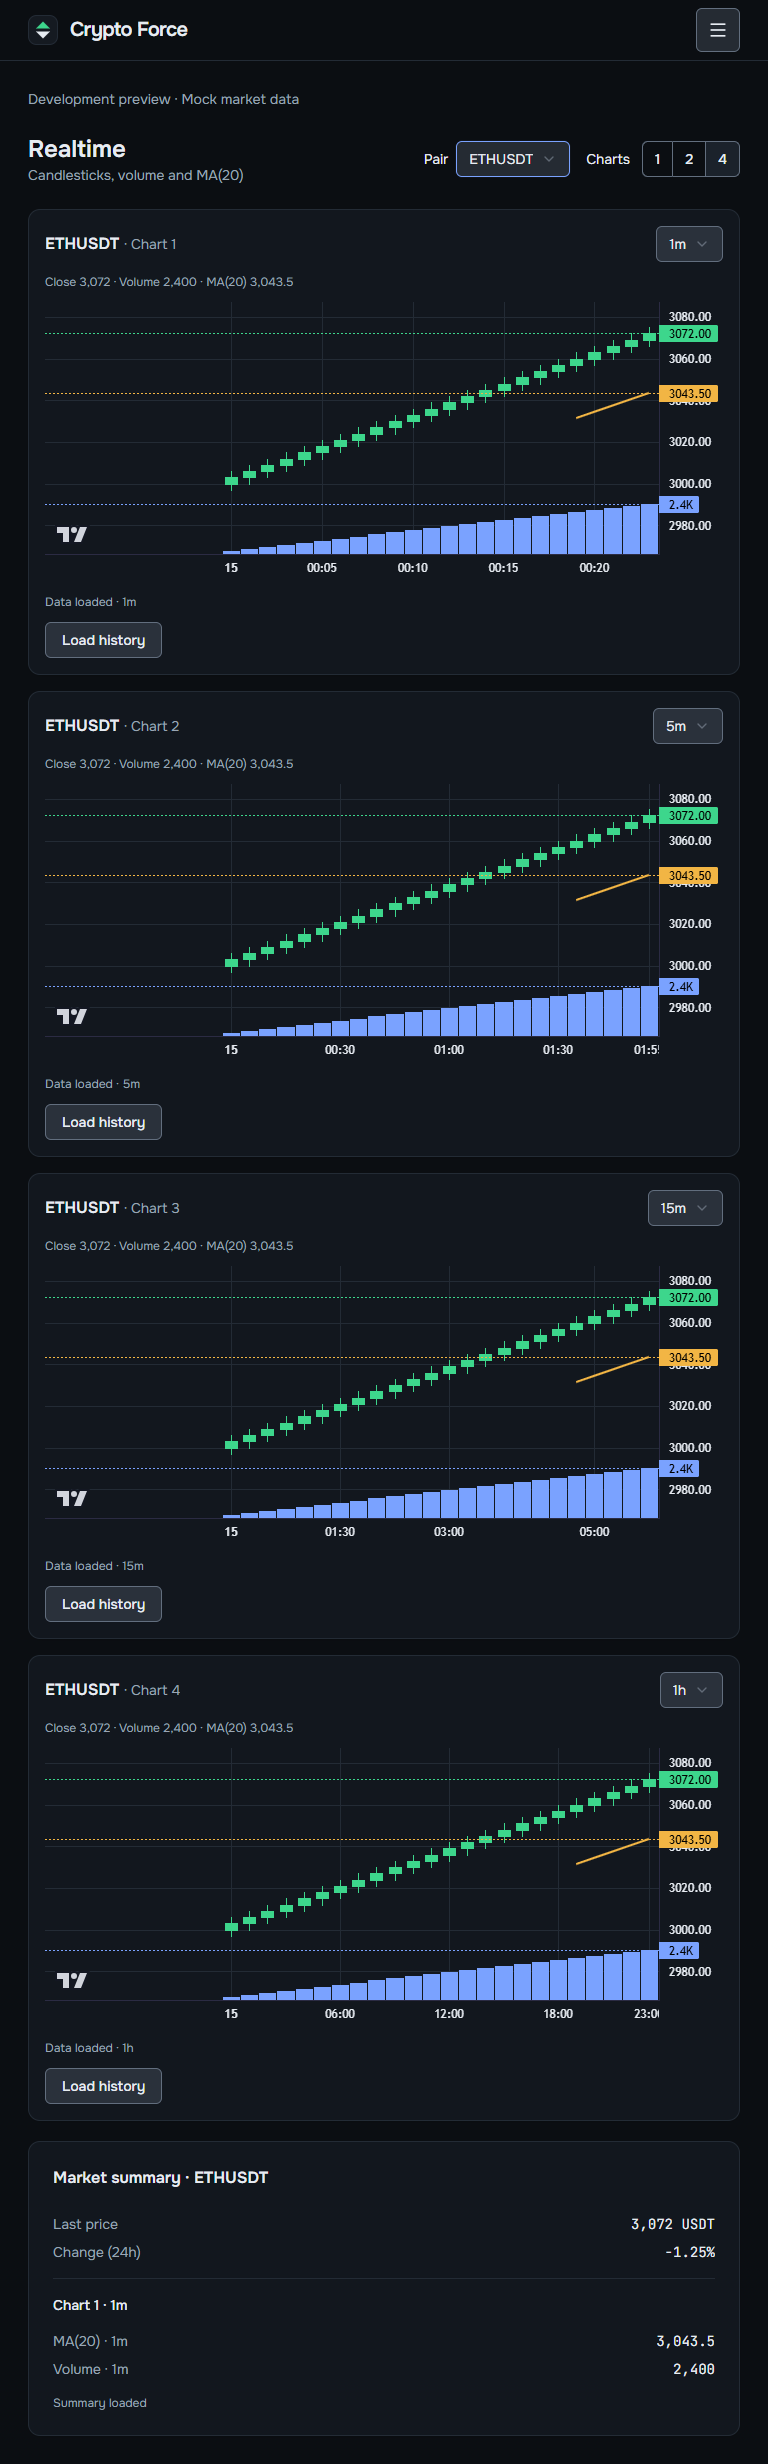 Crypto Force
Development preview · Mock market data
Realtime
Candlesticks, volume and MA(20)
Pair ETHUSDT Charts 1 2 4
ETHUSDT · Chart 1
1m
Close 3,072 · Volume 2,400 · MA(20) 3,043.5
3080.00
3072.00
3060.00
3043.50
3020.00
3000.00
2.4K
2980.00
15 00:05 00:10 00:15 00:20
Data loaded · 1m
Load history
ETHUSDT · Chart 2
5m
Close 3,072 · Volume 2,400 · MA(20) 3,043.5
3080.00
3072.00
3060.00
3043.50
3020.00
3000.00
2.4K
2980.00
15 00:30 01:00 01:30
Data loaded · 5m
Load history
ETHUSDT · Chart 3
15m
Close 3,072 · Volume 2,400 · MA(20) 3,043.5
3080.00
3072.00
3060.00
3043.50
3020.00
3000.00
2.4K
2980.00
15 01:30 03:00 05:00
Data loaded · 15m
Load history
ETHUSDT · Chart 4
1h
Close 3,072 · Volume 2,400 · MA(20) 3,043.5
3080.00
3072.00
3060.00
3043.50
3020.00
3000.00
2.4K
2980.00
15 06:00 12:00 18:00
Data loaded · 1h
Load history
Market summary · ETHUSDT
Last price 3,072 USDT
Change (24h) -1.25%
Chart 1 · 1m
MA(20) · 1m 3,043.5
Volume · 1m 2,400
Summary loaded